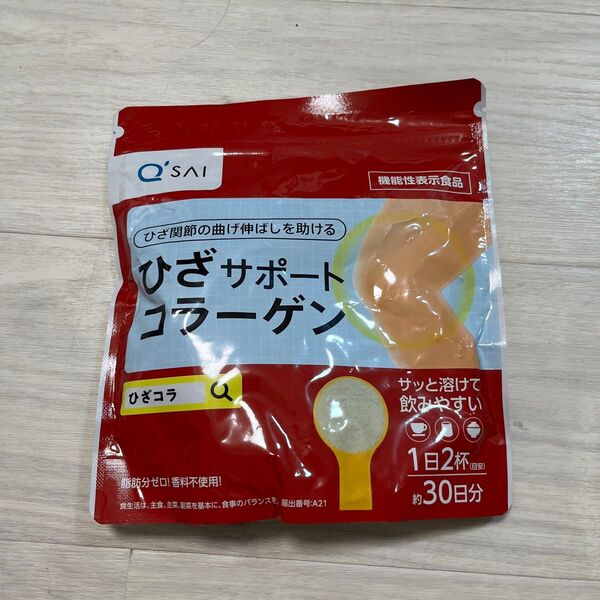 Q'SAI
機能性表示食品
ひざ関節の曲げ伸ばしを助ける
ひざサポート
コラーゲン
ひざコラ
サッと溶けて
飲みやすい
1日2杯(目安)
約30日分
脂肪分ゼロ!香料不使用!
食生活は、主食、主菜、副菜を基本に、食事のバランスを。届出番号:A21